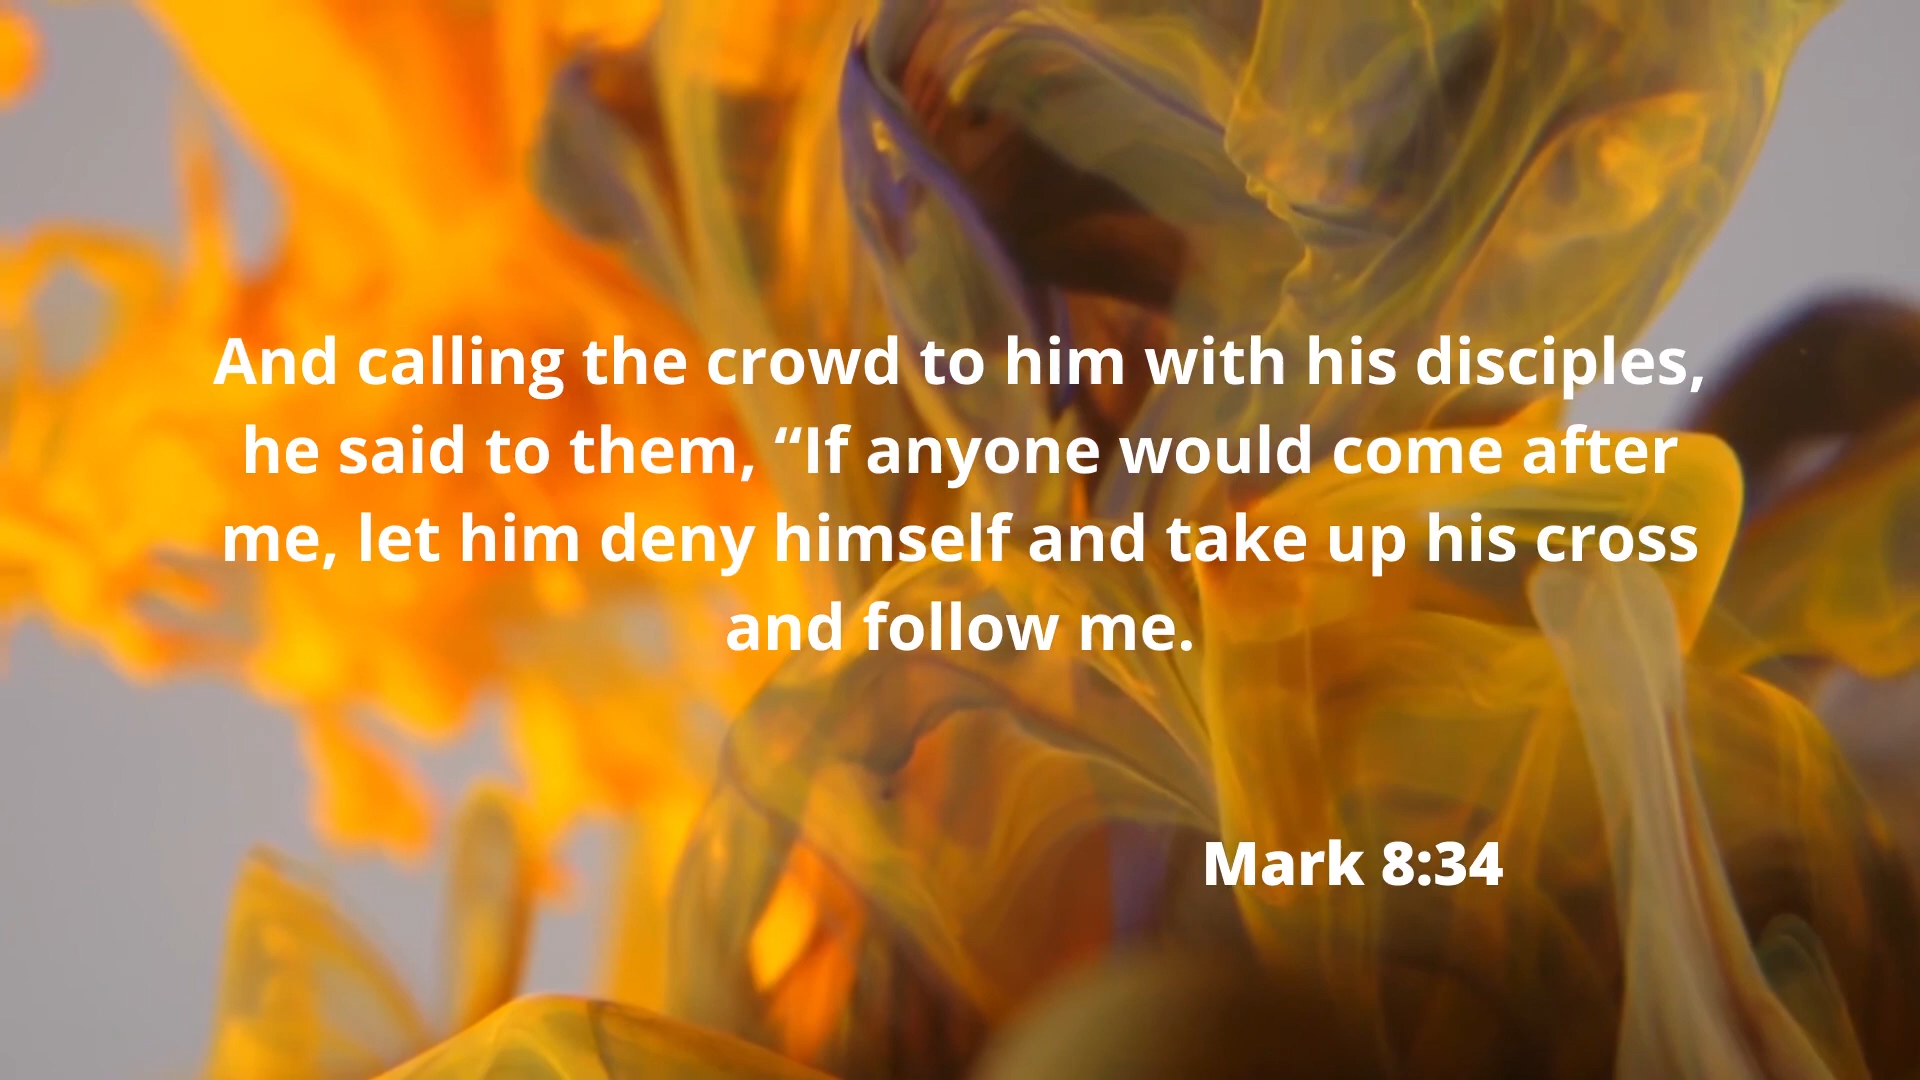 And calling the crowd to him with his disciples,
he said to them, “If anyone would come after
me, let him deny himself and take up his cross
and follow me.
Mark 8:34